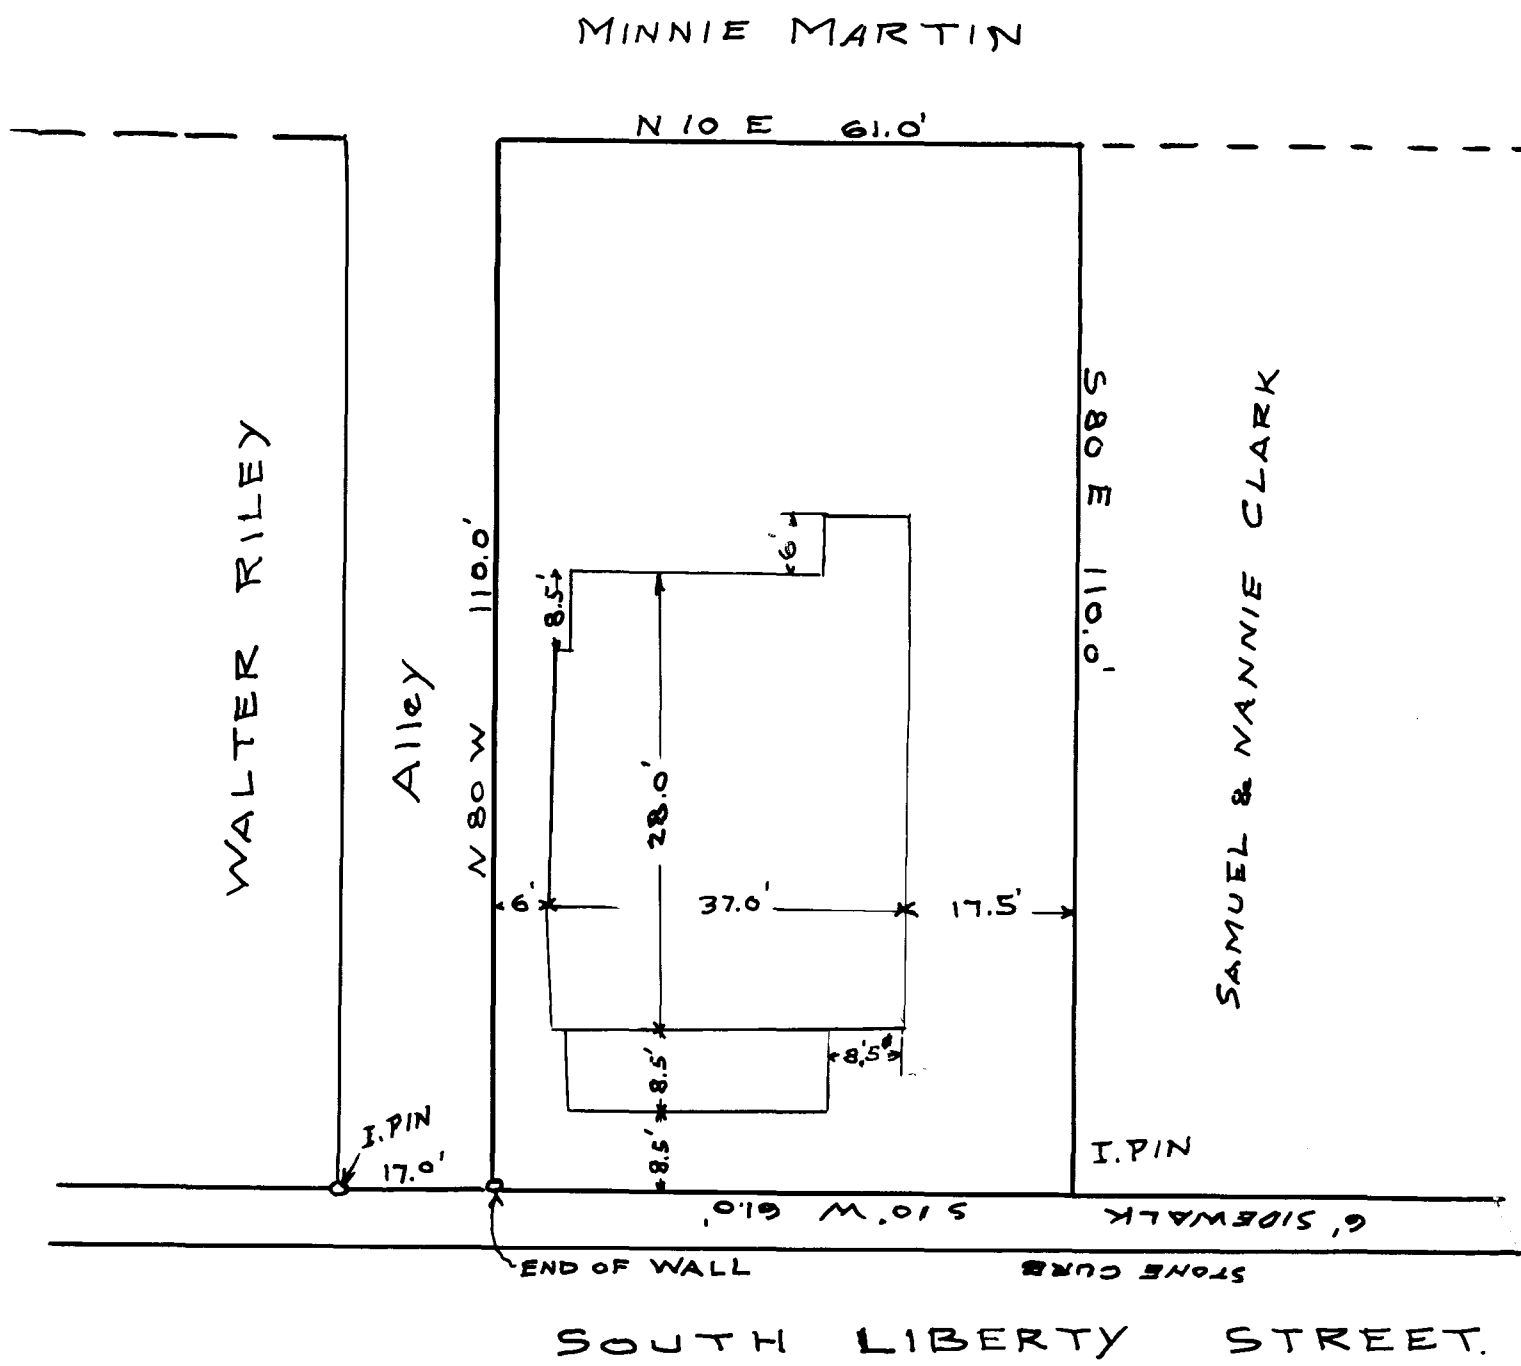 MINNIE MARTIN
N 10 E 61.0'
WALTER RILEY
Alley
N 80 W 110.0'
S 80 E 110.0'
SAMUEL & NANNIE CLARK
6'
8.5'
28.0'
6'
37.0'
17.5'
8.5'
8.5'
8.5'
I. PIN
17.0'
I. PIN
S 10° W 61.0'
6' SIDEWALK
END OF WALL
STONE CURB
SOUTH LIBERTY STREET.